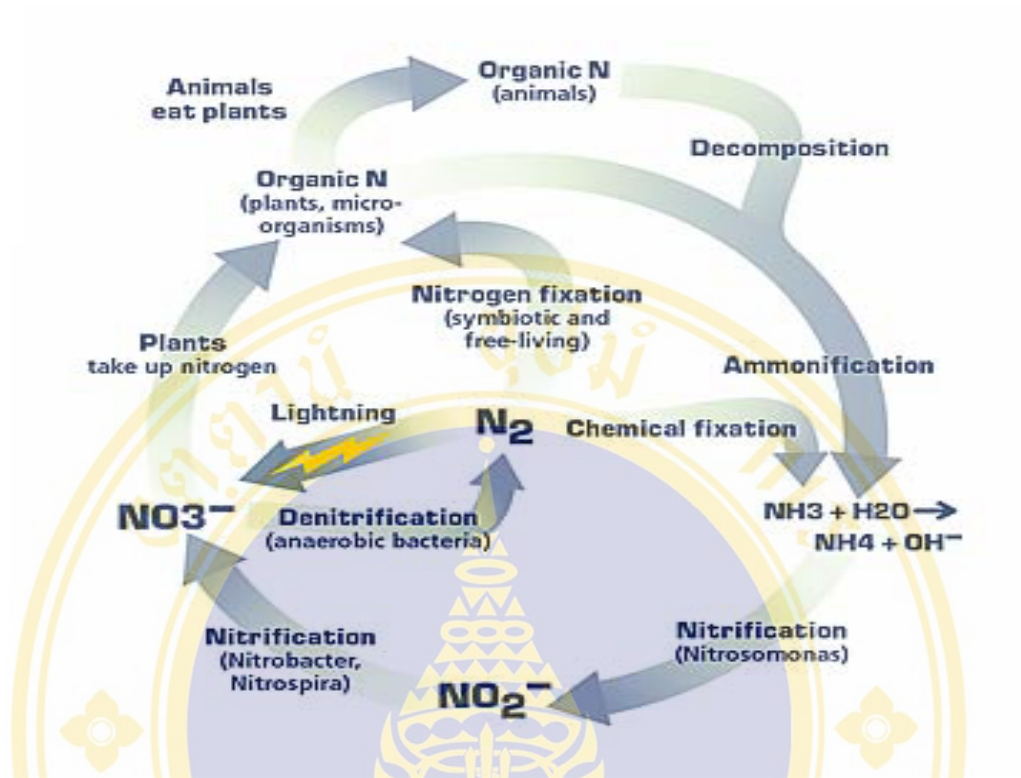 Organic N
(animals)
Animals
eat plants
Decomposition
Organic N
(plants, micro-
organisms)
Nitrogen fixation
(symbiotic and
free-living)
Plants
take up nitrogen
Ammonification
Lightning
N2
Chemical fixation
NO3−
Denitrification
(anaerobic bacteria)
NH3 + H2O→
NH4 + OH−
Nitrification
(Nitrobacter,
Nitrospira)
Nitrification
(Nitrosomonas)
NO2−